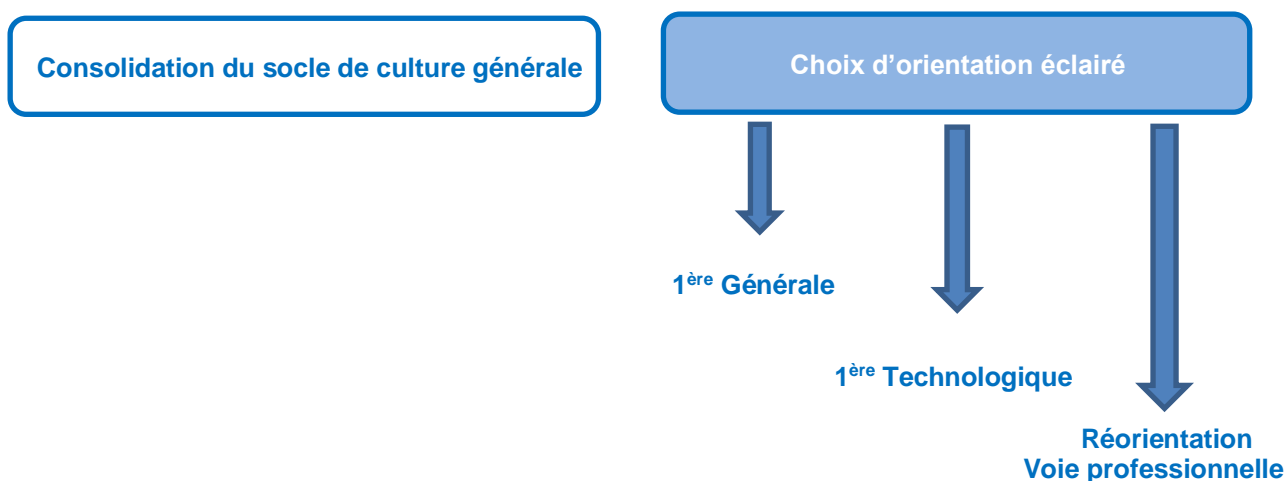 Consolidation du socle de culture générale
Choix d’orientation éclairé
1ère Générale
1ère Technologique
Réorientation
Voie professionnelle